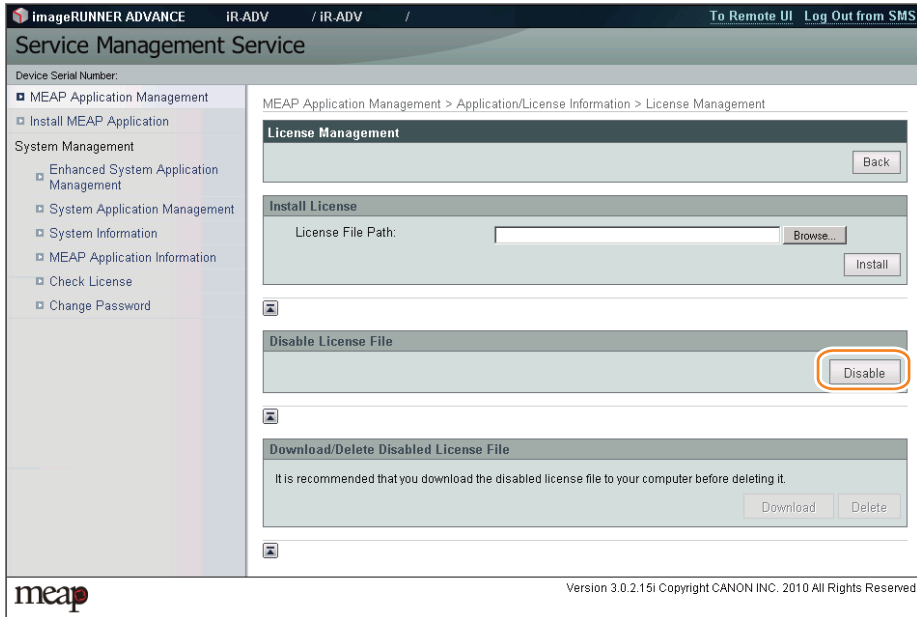 imageRUNNER ADVANCE iR-ADV / iR-ADV / To Remote UI Log Out from SMS
Service Management Service
Device Serial Number:
MEAP Application Management
Install MEAP Application
System Management
Enhanced System Application
Management
System Application Management
System Information
MEAP Application Information
Check License
Change Password
MEAP Application Management > Application/License Information > License Management
License Management
Back
Install License
License File Path: Browse...
Install
Disable License File
Disable
Download/Delete Disabled License File
It is recommended that you download the disabled license file to your computer before deleting it.
Download Delete
meap
Version 3.0.2.15i Copyright CANON INC. 2010 All Rights Reserved